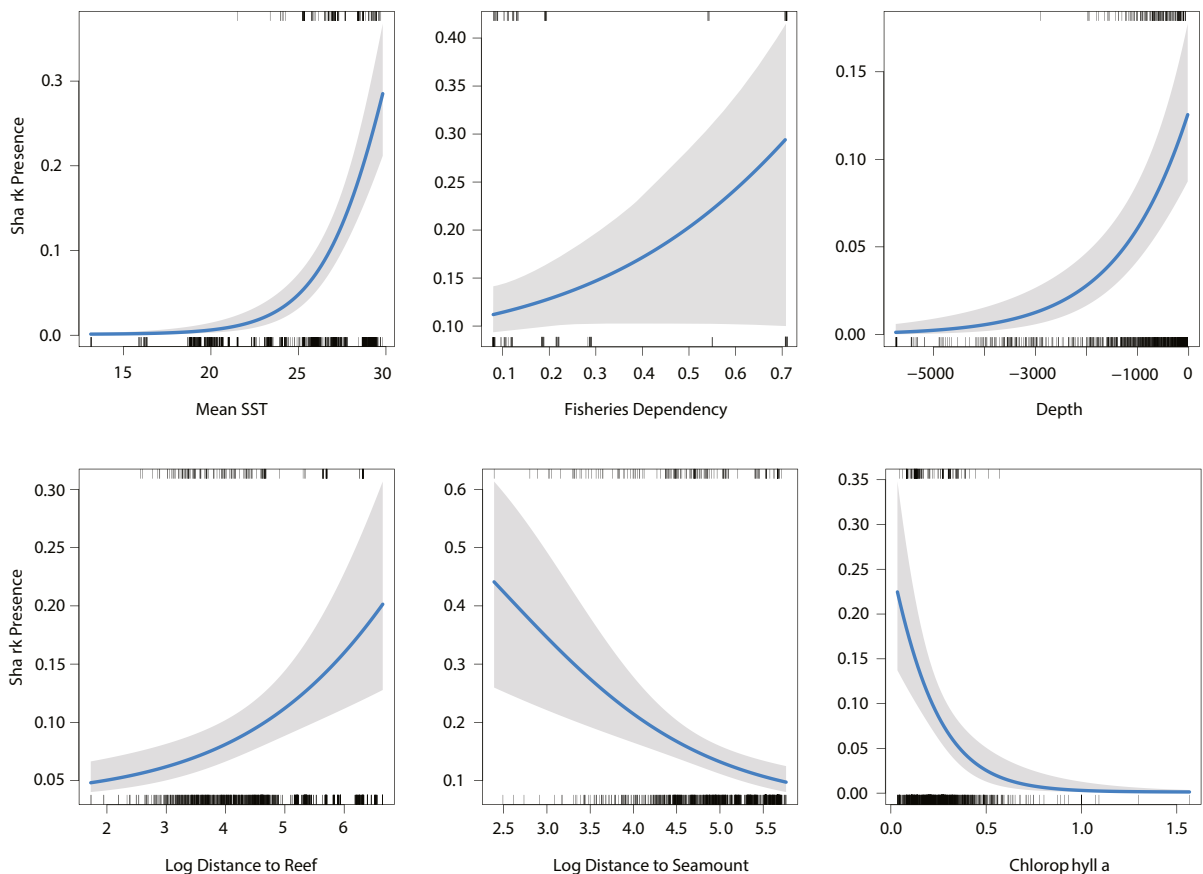 Sha rk Presence
0.3
0.2
0.1
0.0
15 20 25 30
Mean SST
0.40
0.35
0.30
0.25
0.20
0.15
0.10
0.1 0.2 0.3 0.4 0.5 0.6 0.7
Fisheries Dependency
0.15
0.10
0.05
0.00
−5000 −3000 −1000 0
Depth
Sha rk Presence
0.30
0.25
0.20
0.15
0.10
0.05
2 3 4 5 6
Log Distance to Reef
0.6
0.5
0.4
0.3
0.2
0.1
2.5 3.0 3.5 4.0 4.5 5.0 5.5
Log Distance to Seamount
0.35
0.30
0.25
0.20
0.15
0.10
0.05
0.00
0.0 0.5 1.0 1.5
Chlorop hyll a